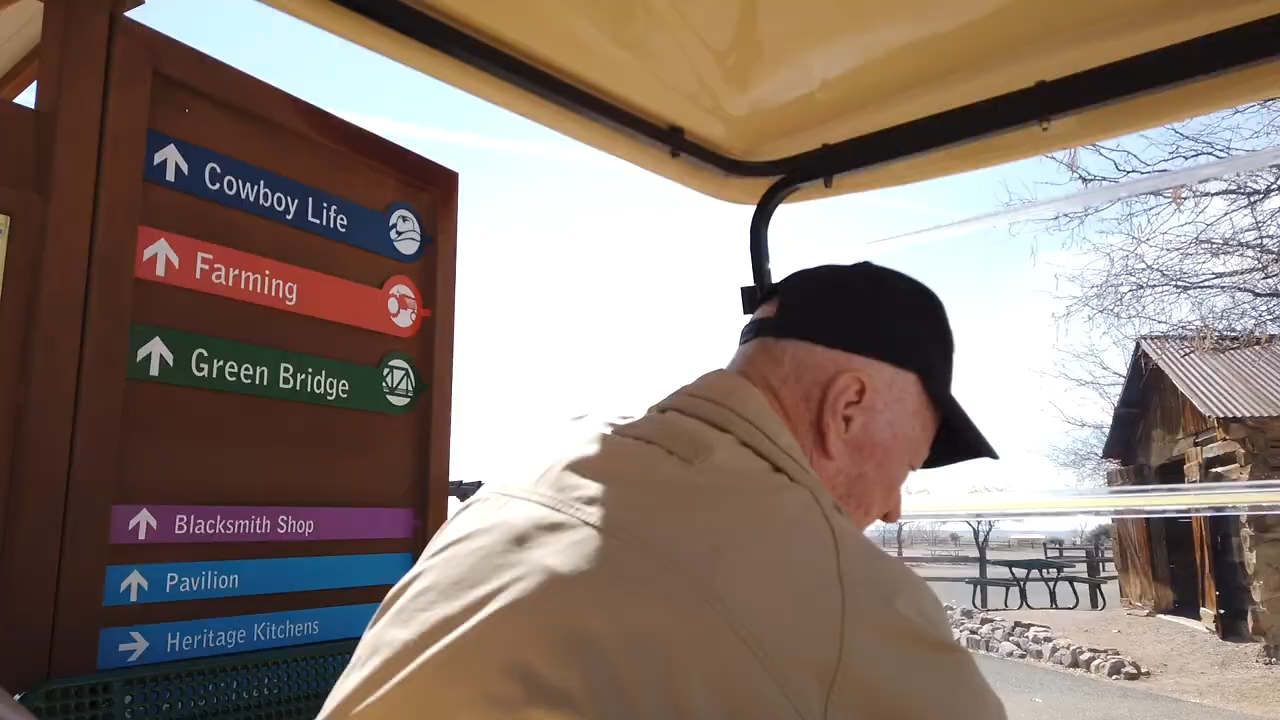 Cowboy Life
Farming
Green Bridge
Blacksmith Shop
Pavilion
Heritage Kitchens